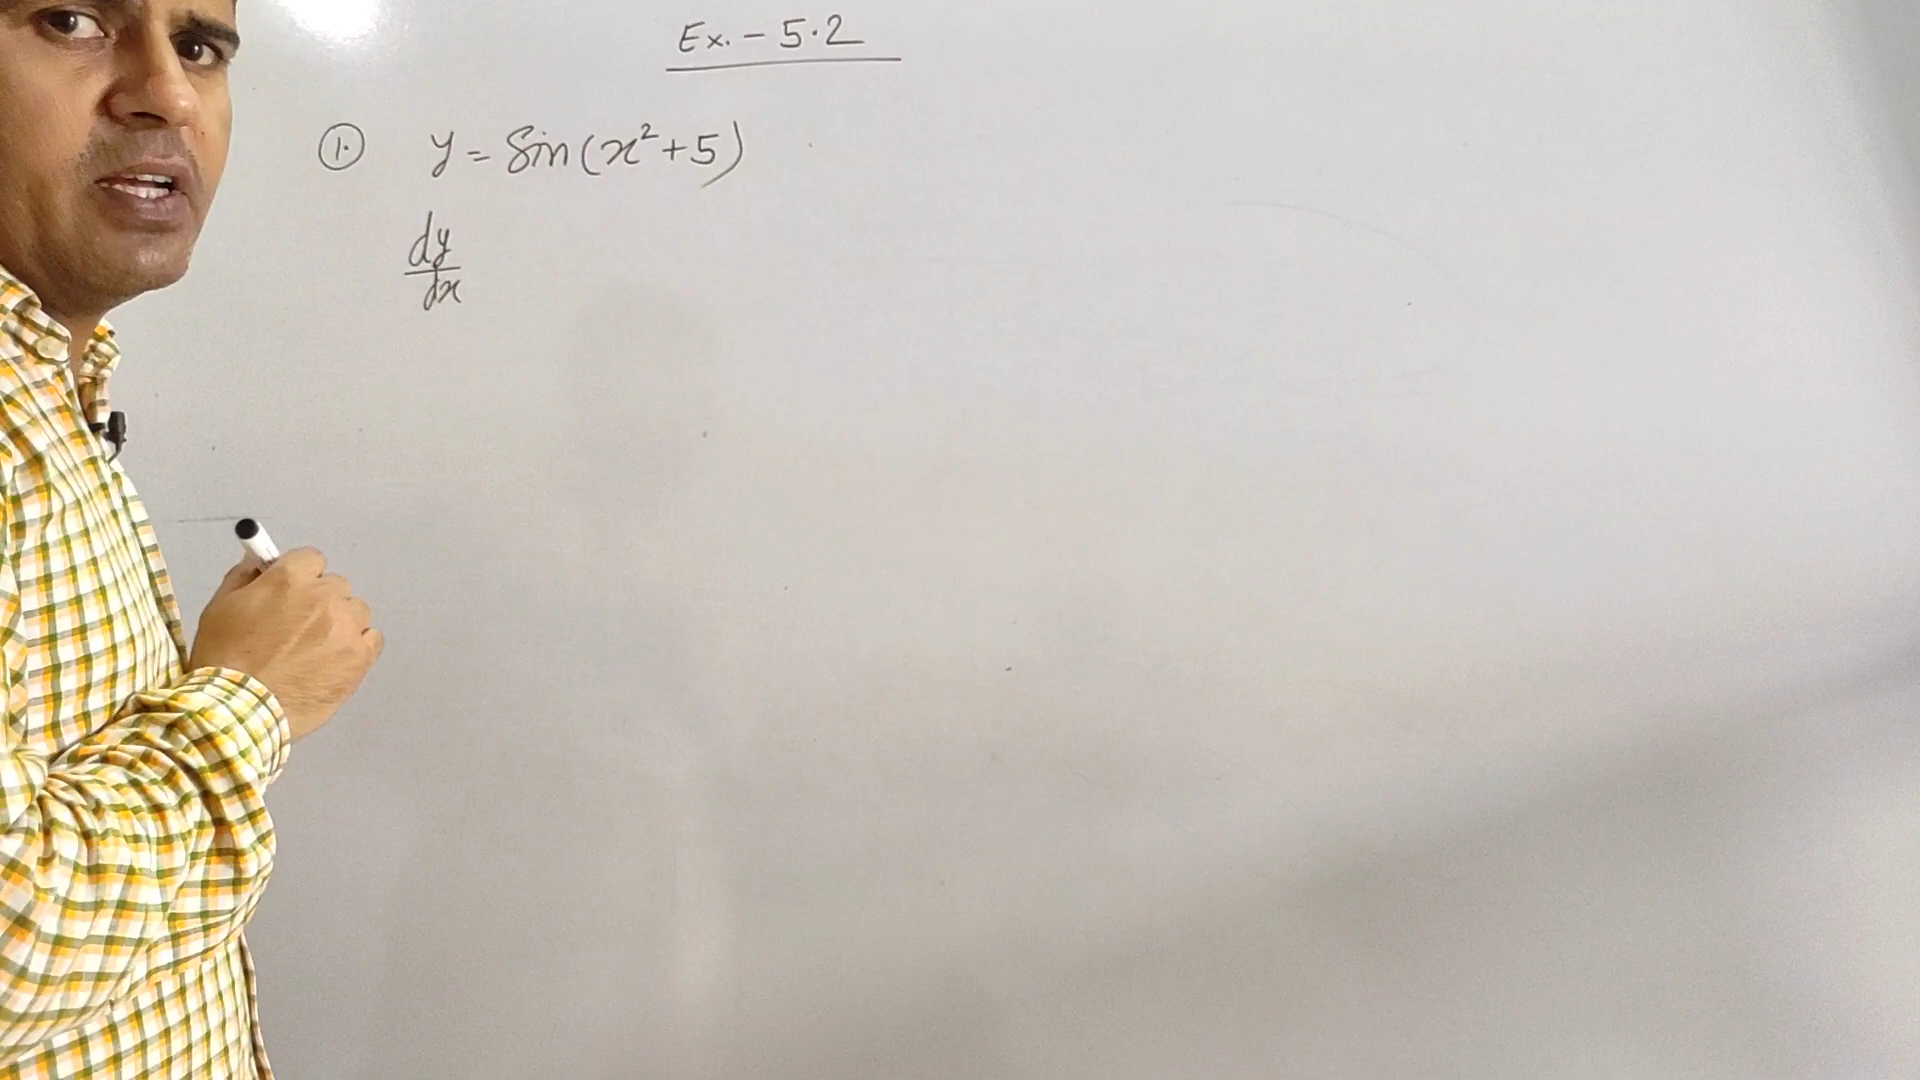 Ex. - 5.2
1. y = Sin(x²+5)
dy/dx